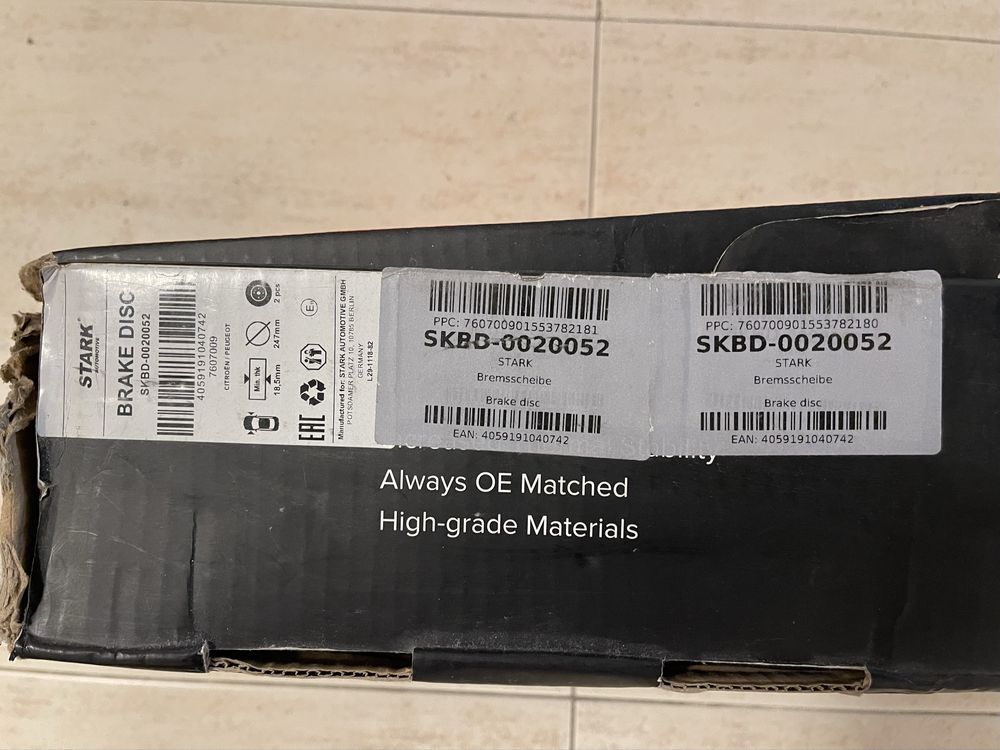 STARK
AUTOMOTIVE
BRAKE DISC
SKBD-0020052
4059191040742
7607009
CITROËN / PEUGEOT
2 pcs
247mm
Min. thk
18,5mm
EAC
Manufactured for: STARK AUTOMOTIVE GMBH
POTSDAMER PLATZ 10, 10785 BERLIN
GERMANY
L29-1118-82
PPC: 760700901553782181
SKBD-0020052
STARK
Bremsscheibe
Brake disc
EAN: 4059191040742
PPC: 760700901553782180
SKBD-0020052
STARK
Bremsscheibe
Brake disc
EAN: 4059191040742
Always OE Matched
High-grade Materials